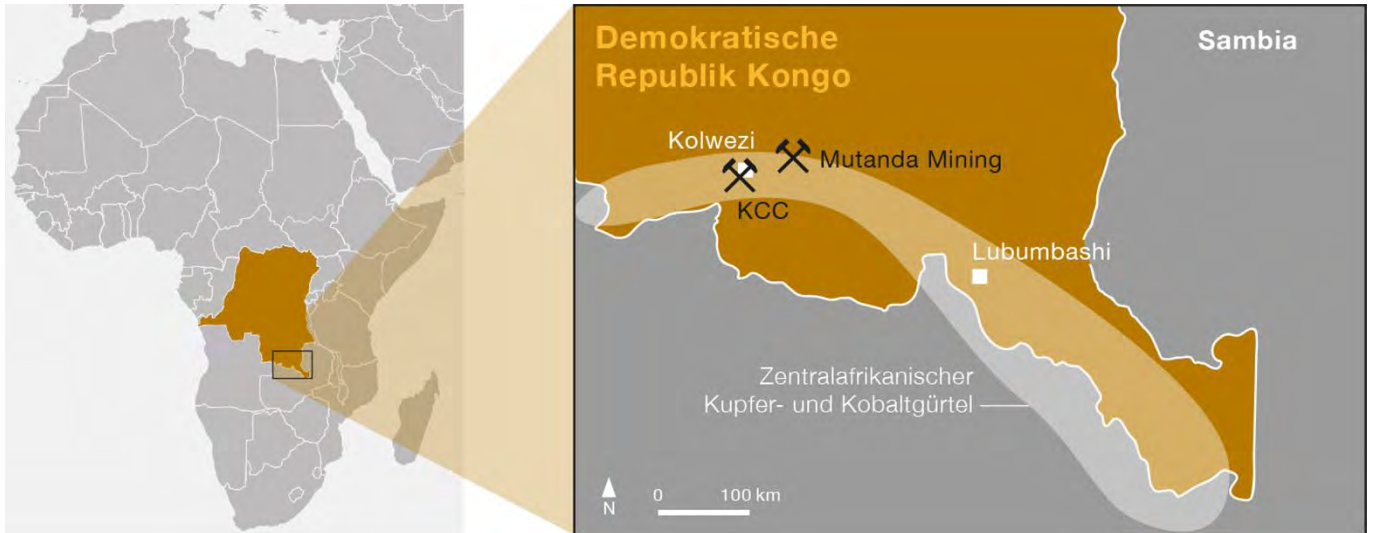 Demokratische
Republik Kongo
Sambia
Kolwezi
Mutanda Mining
KCC
Lubumbashi
Zentralafrikanischer
Kupfer- und Kobaltgürtel
N
0 100 km